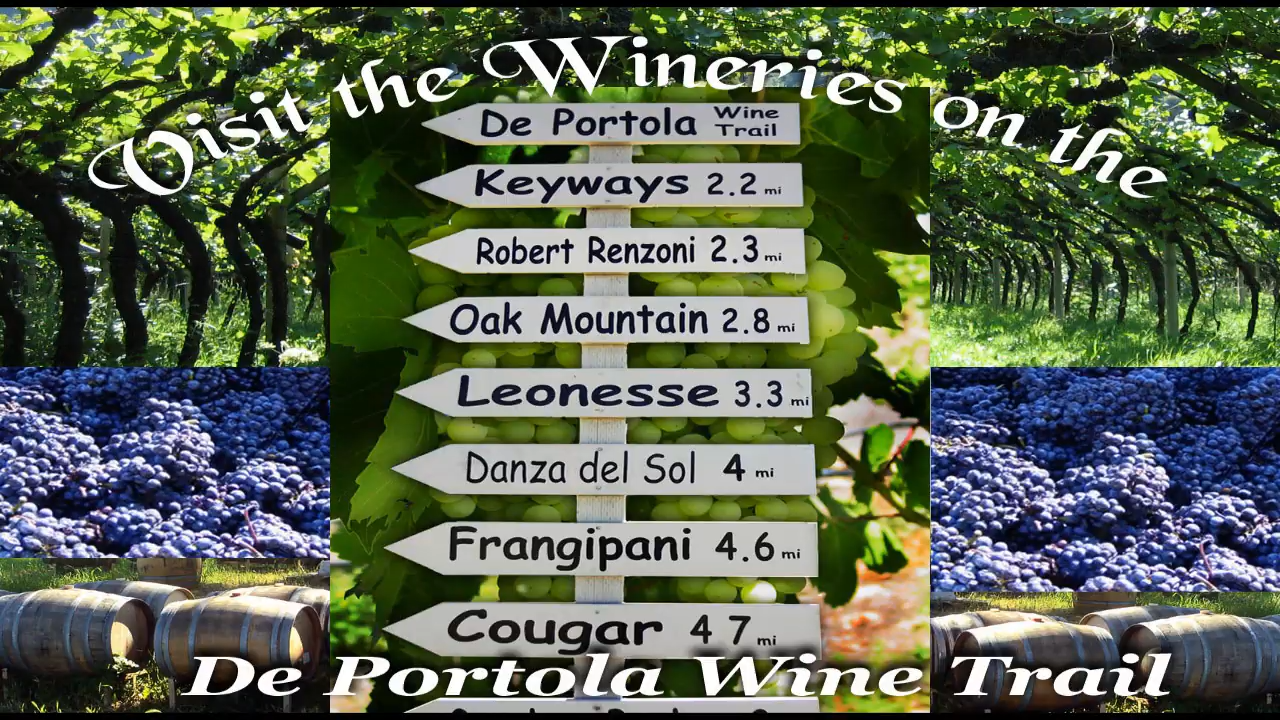 Visit the Wineries on the
De Portola Wine Trail
Keyways 2.2 mi
Robert Renzoni 2.3 mi
Oak Mountain 2.8 mi
Leonesse 3.3 mi
Danza del Sol 4 mi
Frangipani 4.6 mi
Cougar 4 7 mi
De Portola Wine Trail